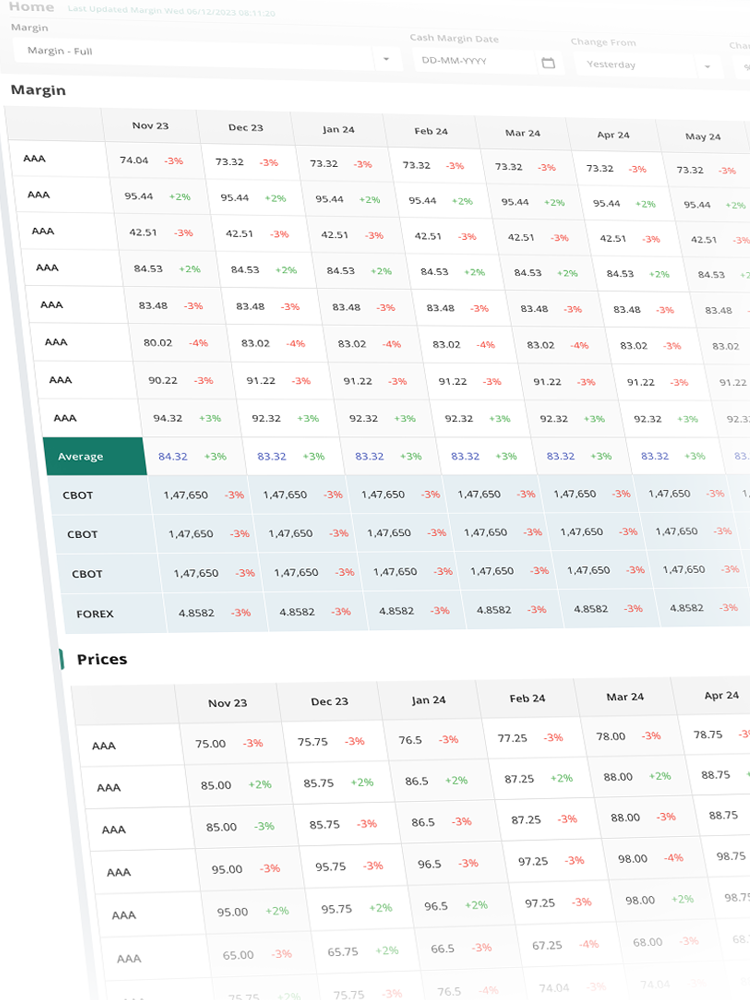 Home Last Updated Margin Wed 06/12/2023 06:11:20
Margin Cash Margin Date Change From
Margin - Full DD-MM-YYYY Yesterday %
Margin
Nov 23 Dec 23 Jan 24 Feb 24 Mar 24 Apr 24 May 24
AAA 74.04 -3% 73.32 -3% 73.32 -3% 73.32 -3% 73.32 -3% 73.32 -3% 73.32 -3%
AAA 95.44 +2% 95.44 +2% 95.44 +2% 95.44 +2% 95.44 +2% 95.44 +2% 95.44 +2%
AAA 42.51 -3% 42.51 -3% 42.51 -3% 42.51 -3% 42.51 -3% 42.51 -3% 42.51 -3%
AAA 84.53 +2% 84.53 +2% 84.53 +2% 84.53 +2% 84.53 +2% 84.53 +2% 84.53
AAA 83.48 -3% 83.48 -3% 83.48 -3% 83.48 -3% 83.48 -3% 83.48 -3% 83.48
AAA 80.02 -4% 83.02 -4% 83.02 -4% 83.02 -4% 83.02 -4% 83.02 -3% 83.02
AAA 90.22 -3% 91.22 -3% 91.22 -3% 91.22 -3% 91.22 -3% 91.22 -3% 91.22
AAA 94.32 +3% 92.32 +3% 92.32 +3% 92.32 +3% 92.32 +3% 92.32 +3% 92.3
Average 84.32 +3% 83.32 +3% 83.32 +3% 83.32 +3% 83.32 +3% 83.32 +3% 83.
CBOT 1,47,650 -3% 1,47,650 -3% 1,47,650 -3% 1,47,650 -3% 1,47,650 -3% 1,47,650 -3% 1,
CBOT 1,47,650 -3% 1,47,650 -3% 1,47,650 -3% 1,47,650 -3% 1,47,650 -3% 1,47,650 -3%
CBOT 1,47,650 -3% 1,47,650 -3% 1,47,650 -3% 1,47,650 -3% 1,47,650 -3% 1,47,650 -3%
FOREX 4.8582 -3% 4.8582 -3% 4.8582 -3% 4.8582 -3% 4.8582 -3% 4.8582 -3%
Prices
Nov 23 Dec 23 Jan 24 Feb 24 Mar 24 Apr 24
AAA 75.00 -3% 75.75 -3% 76.5 -3% 77.25 -3% 78.00 -3% 78.75 -3%
AAA 85.00 +2% 85.75 +2% 86.5 +2% 87.25 +2% 88.00 +2% 88.75 +
AAA 85.00 -3% 85.75 -3% 86.5 -3% 87.25 -3% 88.00 -3% 88.75
AAA 95.00 -3% 95.75 -3% 96.5 -3% 97.25 -3% 98.00 -4% 98.75
AAA 95.00 +2% 95.75 +2% 96.5 +2% 97.25 -3% 98.00 +2% 98.75
AAA 65.00 -3% 65.75 +2% 66.5 -3% 67.25 -4% 68.00 -3% 68.
AAA 75.75 +2% 75.75 -3% 76.5 -4% 74.04 -3% 74.04